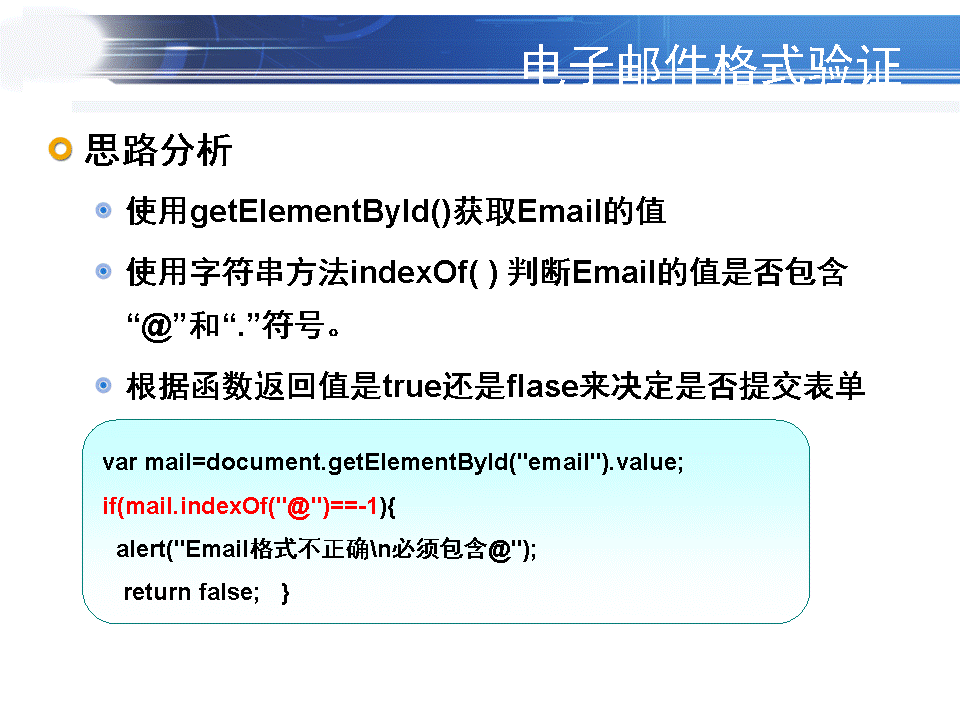 电子邮件格式验证
思路分析
使用getElementById()获取Email的值
使用字符串方法indexOf( ) 判断Email的值是否包含
“@”和“.”符号。
根据函数返回值是true还是flase来决定是否提交表单
var mail=document.getElementById("email").value;
if(mail.indexOf("@")==-1){
alert("Email格式不正确\n必须包含@");
return false; }